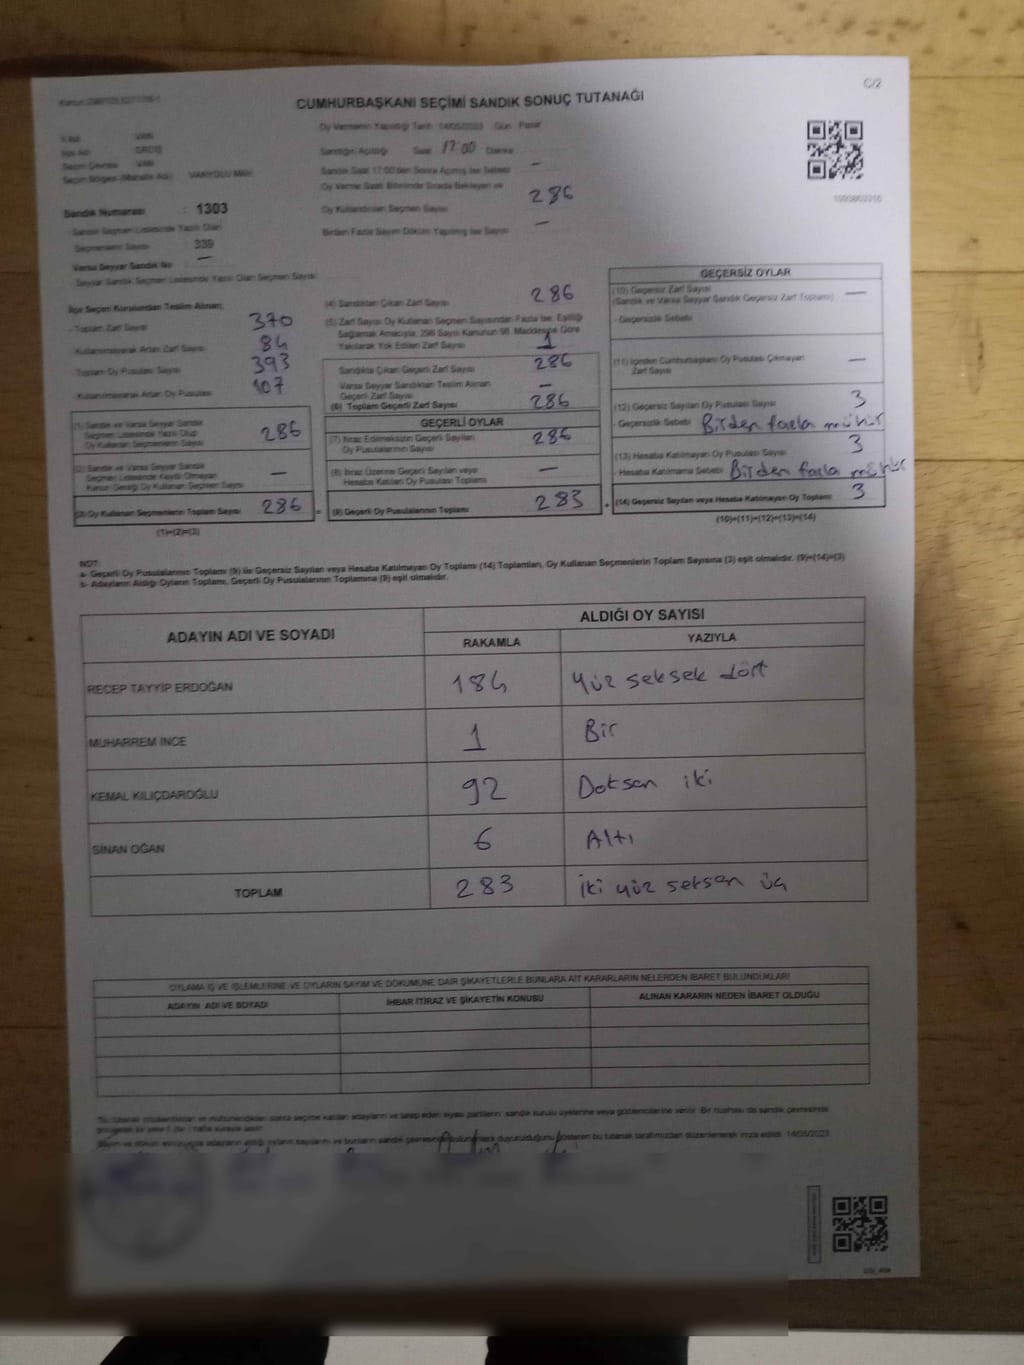 C/2
CUMHURBAŞKANI SEÇİMİ SANDIK SONUÇ TUTANAĞI
Oy Vermenin Yapıldığı Tarih 14/05/2023 Gün Pazar
Sandığın Açıldığı Saat 17:00 Dakika
Sandık Saat 17:00'den Sonra Açılmış İse Sebebi —
Oy Verme Saati Bitiminde Sırada Bekleyen ve
Oy Kullandırılan Seçmen Sayısı 286
Birden Fazla Sayım Döküm Yapılmış İse Sayısı —
İli VAN
İlçe Adı ERCİŞ
Seçim Çevresi VAN
Seçim Bölgesi (Mahalle Adı) VANYOLU MAH.
Sandık Numarası : 1303
Sandık Seçmen Listesinde Yazılı Olan
Seçmenlerin Sayısı : 339
Varsa Seyyar Sandık No —
Seyyar Sandık Seçmen Listesinde Yazılı Olan Seçmen Sayısı
İlçe Seçim Kurulundan Teslim Alınan;
- Toplam Zarf Sayısı 370
- Kullanılmayarak Artan Zarf Sayısı 84
- Toplam Oy Pusulası Sayısı 393
- Kullanılmayarak Artan Oy Pusulası 107
(1) Sandık ve Varsa Seyyar Sandık
Seçmen Listesinde Yazılı Olup
Oy Kullanan Seçmenlerin Sayısı 286
(2) Sandık ve Varsa Seyyar Sandık
Seçmen Listesinde Kayıtlı Olmayan
Kanun Gereği Oy Kullanan Seçmen Sayısı —
(3) Oy Kullanan Seçmenlerin Toplam Sayısı 286
(1)+(2)=(3)
(4) Sandıktan Çıkan Zarf Sayısı 286
(5) Zarf Sayısı Oy Kullanan Seçmen Sayısından Fazla İse, Eşitliği
Sağlamak Amacıyla, 298 Sayılı Kanunun 98. Maddesine Göre
Yakılarak Yok Edilen Zarf Sayısı 1
Sandıkta Çıkan Geçerli Zarf Sayısı 286
Varsa Seyyar Sandıktan Teslim Alınan
Geçerli Zarf Sayısı —
(6) Toplam Geçerli Zarf Sayısı 286
GEÇERLİ OYLAR
(7) İtiraz Edilmeksizin Geçerli Sayılan
Oy Pusulalarının Sayısı 286
(8) İtiraz Üzerine Geçerli Sayılan veya
Hesaba Katılan Oy Pusulası Toplamı —
(9) Geçerli Oy Pusulalarının Toplamı 283
GEÇERSİZ OYLAR
(10) Geçersiz Zarf Sayısı
(Sandık ve Varsa Seyyar Sandık Geçersiz Zarf Toplamı) —
- Geçersizlik Sebebi
(11) İçinden Cumhurbaşkanı Oy Pusulası Çıkmayan
Zarf Sayısı —
(12) Geçersiz Sayılan Oy Pusulası Sayısı 3
- Geçersizlik Sebebi Birden fazla mühür
(13) Hesaba Katılmayan Oy Pusulası Sayısı 3
- Hesaba Katılmama Sebebi Birden fazla mühür
(14) Geçersiz Sayılan veya Hesaba Katılmayan Oy Toplamı 3
(10)+(11)+(12)+(13)=(14)
NOT:
a- Geçerli Oy Pusulalarının Toplamı (9) ile Geçersiz Sayılan veya Hesaba Katılmayan Oy Toplamı (14) Toplamları, Oy Kullanan Seçmenlerin Toplam Sayısına (3) eşit olmalıdır. (9)+(14)=(3)
b- Adayların Aldığı Oyların Toplamı, Geçerli Oy Pusulalarının Toplamına (9) eşit olmalıdır.
ADAYIN ADI VE SOYADI ALDIĞI OY SAYISI
RAKAMLA YAZIYLA
RECEP TAYYİP ERDOĞAN 184 Yüz seksek dört
MUHARREM İNCE 1 Bir
KEMAL KILIÇDAROĞLU 92 Doksan iki
SİNAN OĞAN 6 Altı
TOPLAM 283 İki yüz seksen üç
OYLAMA İŞ VE İŞLEMLERİNE VE OYLARIN SAYIM VE DÖKÜMÜNE DAİR ŞİKAYETLERLE BUNLARA AİT KARARLARIN NELERDEN İBARET BULUNDUKLARI
ADAYIN ADI VE SOYADI İHBAR İTİRAZ VE ŞİKAYETİN KONUSU ALINAN KARARIN NEDEN İBARET OLDUĞU